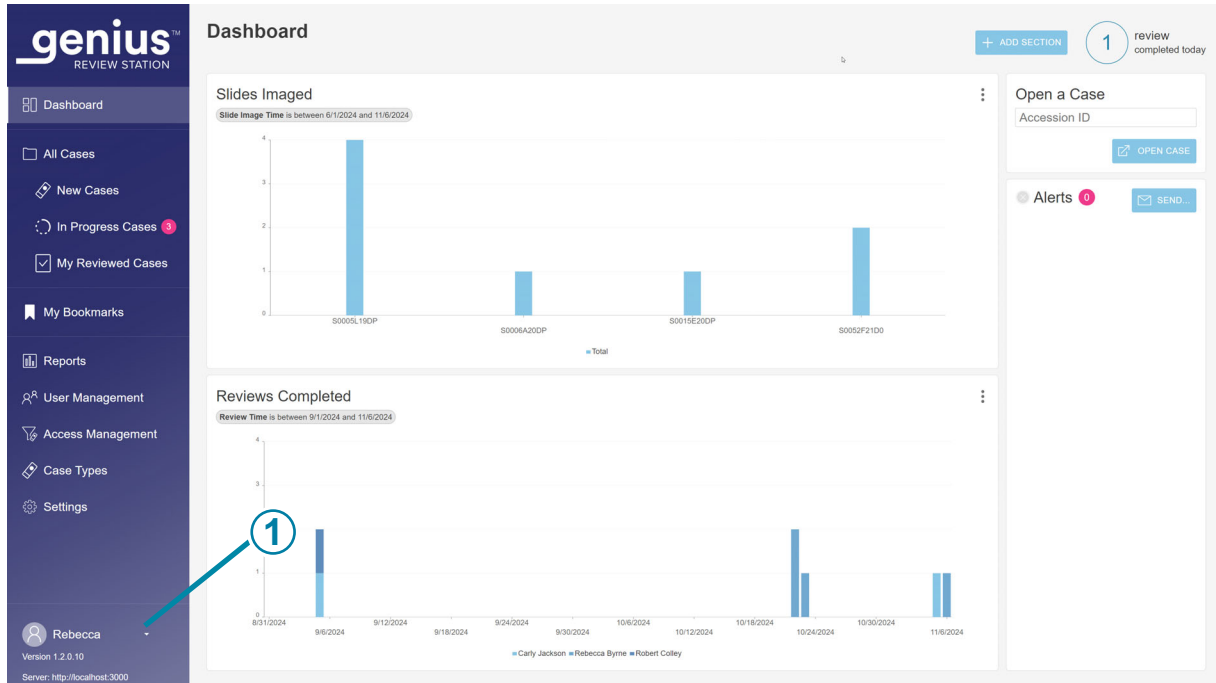 genius™
REVIEW STATION
Dashboard
All Cases
New Cases
In Progress Cases 3
My Reviewed Cases
My Bookmarks
Reports
User Management
Access Management
Case Types
Settings
1
Rebecca
Version 1.2.0.10
Server: http://localhost:3000
Dashboard
+ ADD SECTION
1
review
completed today
Slides Imaged
Slide Image Time is between 6/1/2024 and 11/6/2024
4
3
2
1
0
S0005L19DP
S0006A20DP
S0015E20DP
S0052F21D0
Total
Reviews Completed
Review Time is between 9/1/2024 and 11/6/2024
4
3
1
0
8/31/2024
9/6/2024
9/12/2024
9/18/2024
9/24/2024
9/30/2024
10/6/2024
10/12/2024
10/18/2024
10/24/2024
10/30/2024
11/6/2024
Carly Jackson Rebecca Byrne Robert Colley
Open a Case
Accession ID
OPEN CASE
Alerts 0
SEND...